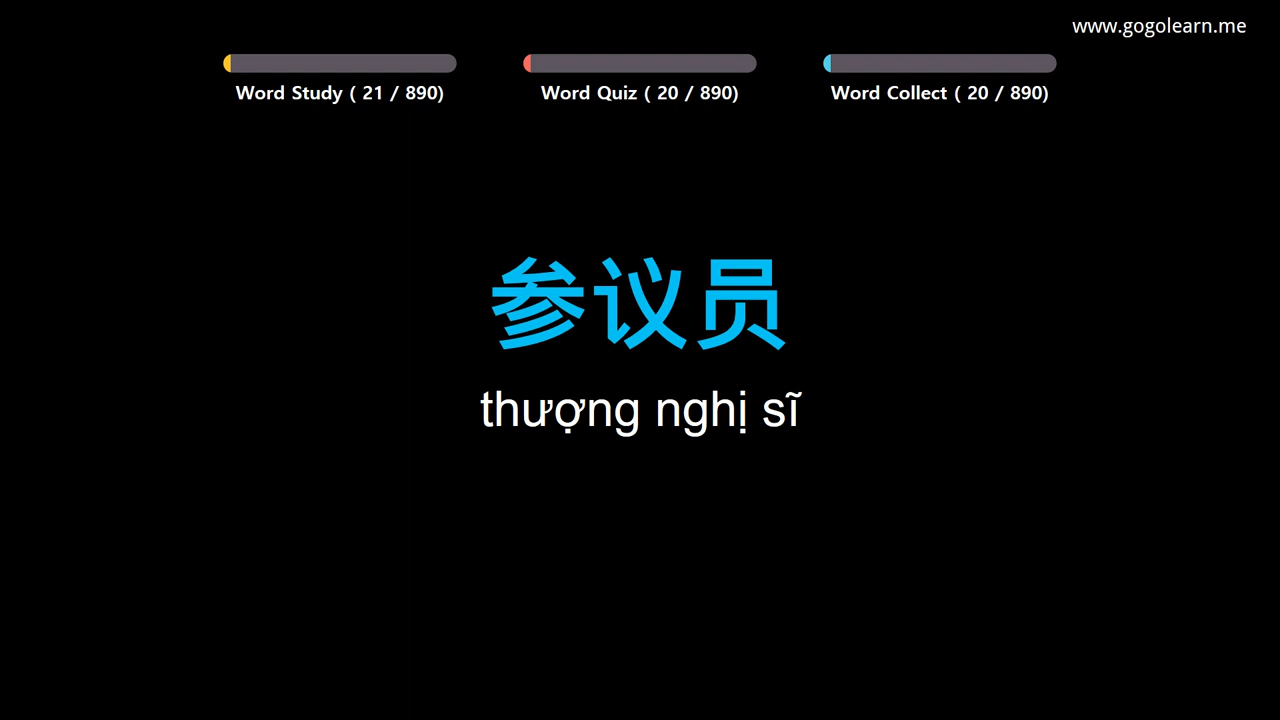 www.gogolearn.me
Word Study ( 21 / 890)
Word Quiz ( 20 / 890)
Word Collect ( 20 / 890)
参议员
thượng nghị sĩ